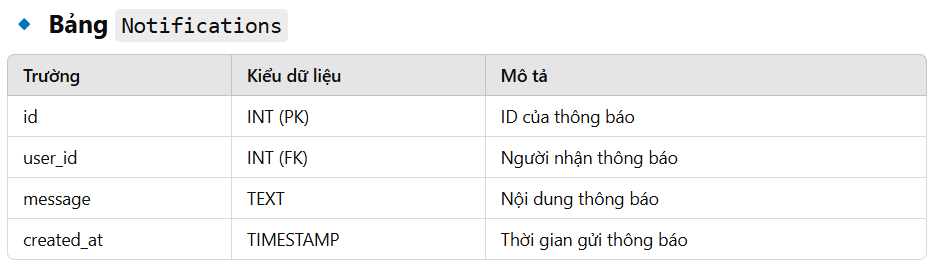 Bảng Notifications
Trường Kiểu dữ liệu Mô tả
id INT (PK) ID của thông báo
user_id INT (FK) Người nhận thông báo
message TEXT Nội dung thông báo
created_at TIMESTAMP Thời gian gửi thông báo